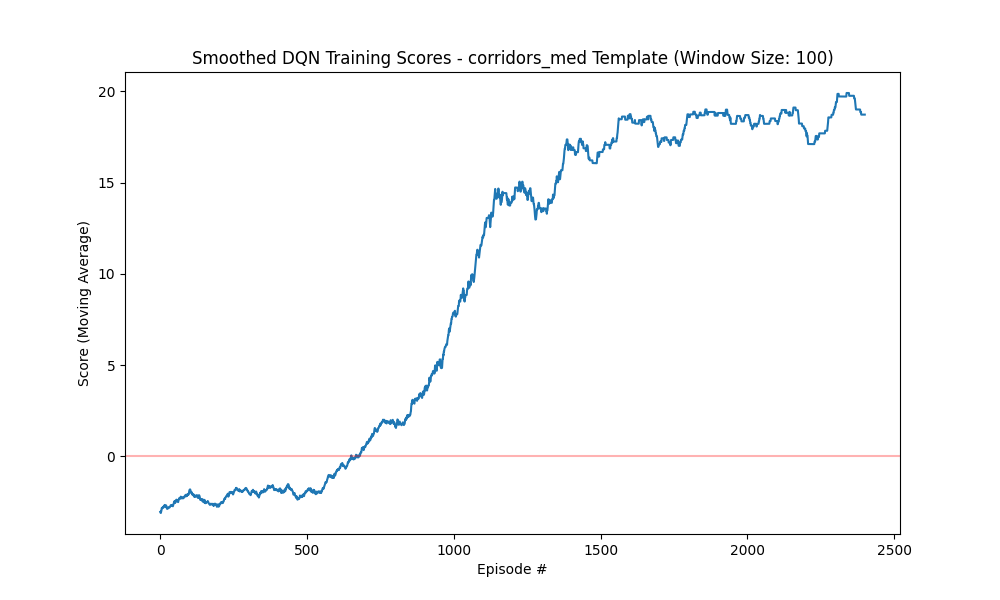 Smoothed DQN Training Scores - corridors_med Template (Window Size: 100)
20
15
10
5
0
Score (Moving Average)
0 500 1000 1500 2000 2500
Episode #